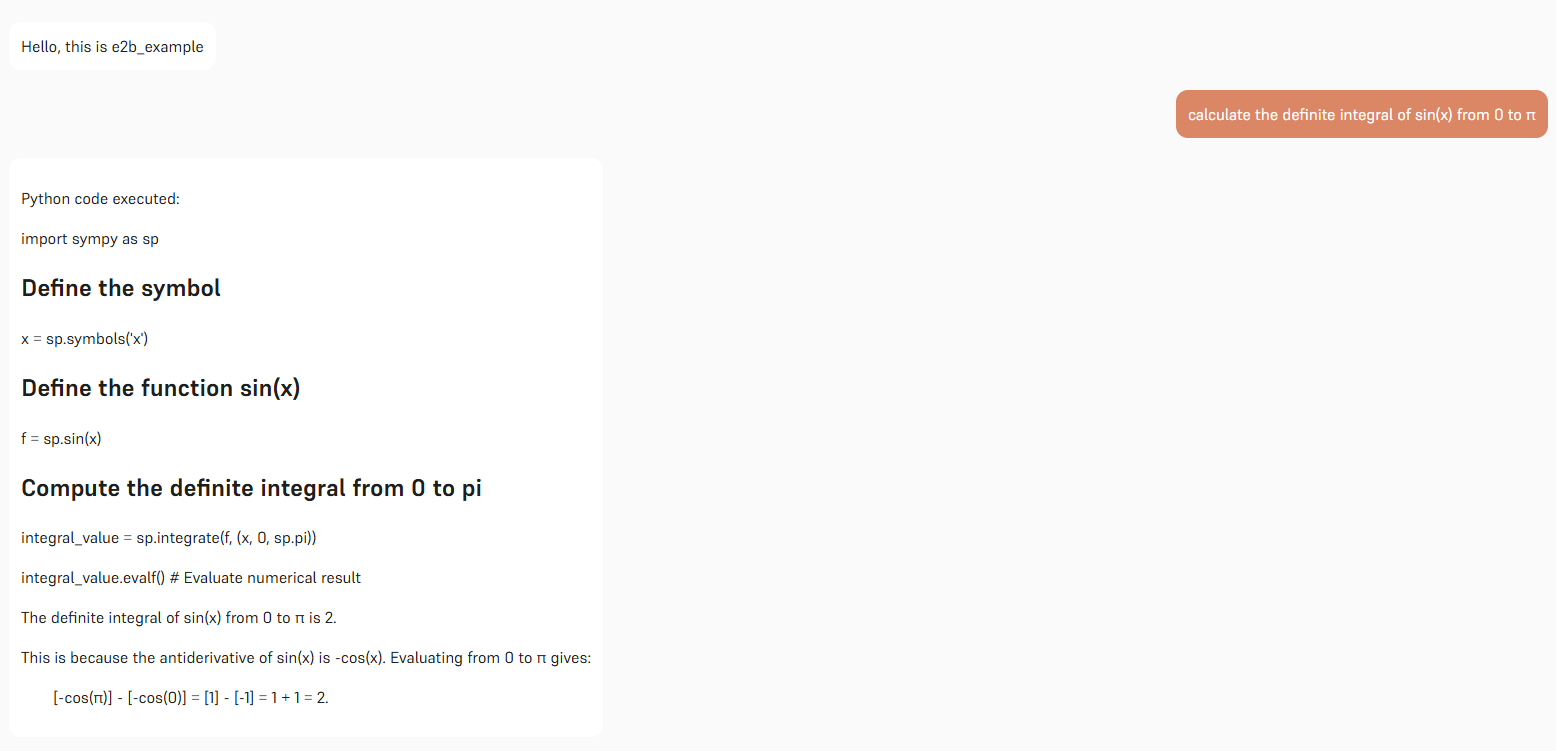 Hello, this is e2b_example
calculate the definite integral of sin(x) from 0 to π
Python code executed:
import sympy as sp
Define the symbol
x = sp.symbols('x')
Define the function sin(x)
f = sp.sin(x)
Compute the definite integral from 0 to pi
integral_value = sp.integrate(f, (x, 0, sp.pi))
integral_value.evalf() # Evaluate numerical result
The definite integral of sin(x) from 0 to π is 2.
This is because the antiderivative of sin(x) is -cos(x). Evaluating from 0 to π gives:
[-cos(π)] - [-cos(0)] = [1] - [-1] = 1 + 1 = 2.